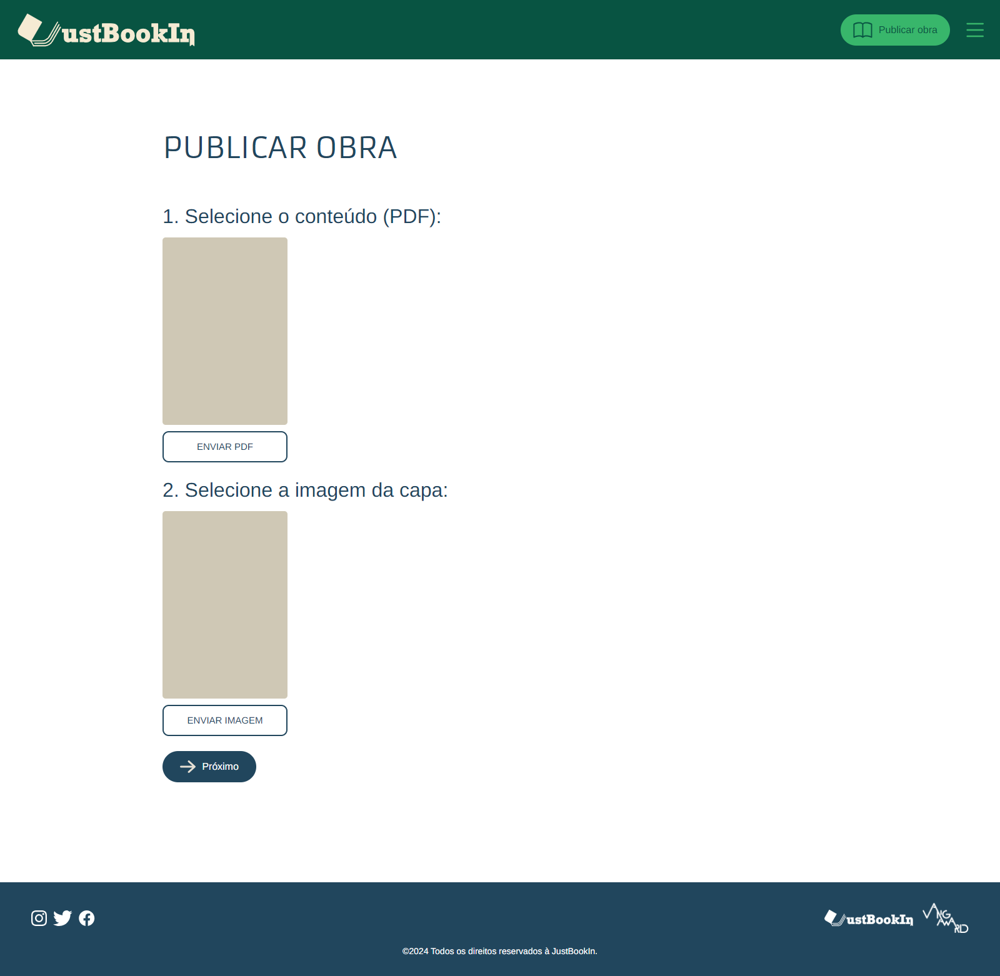 JustBookIn
Publicar obra
PUBLICAR OBRA
1. Selecione o conteúdo (PDF):
ENVIAR PDF
2. Selecione a imagem da capa:
ENVIAR IMAGEM
Próximo
JustBookIn
VANGAWARD
©2024 Todos os direitos reservados à JustBookIn.